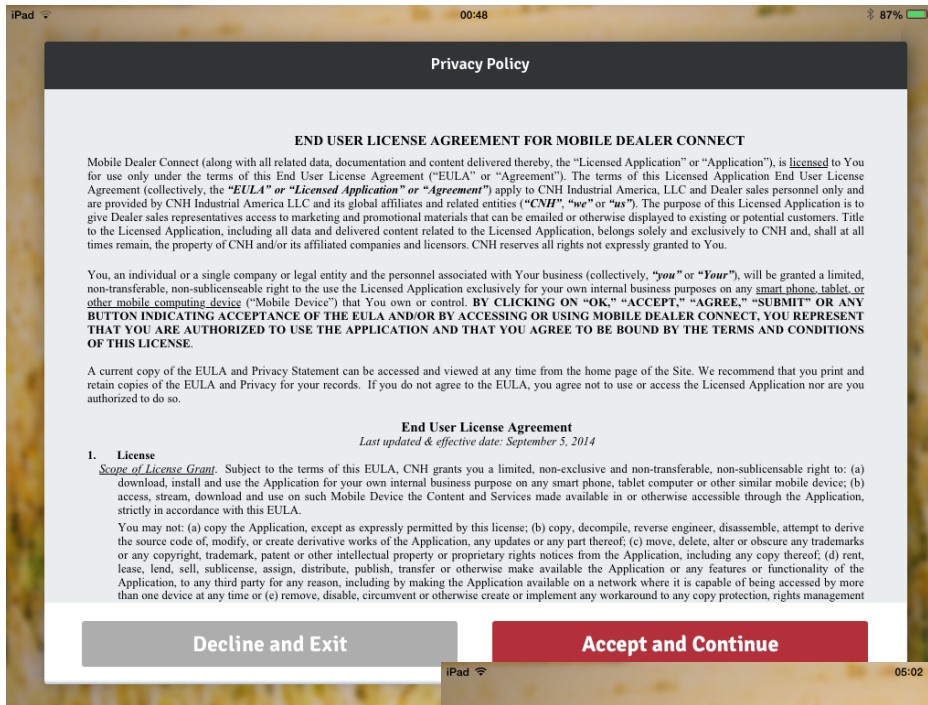 iPad 00:48 87%
Privacy Policy
END USER LICENSE AGREEMENT FOR MOBILE DEALER CONNECT
Mobile Dealer Connect (along with all related data, documentation and content delivered thereby, the “Licensed Application” or “Application”), is licensed to You
for use only under the terms of this End User License Agreement (“EULA” or “Agreement”). The terms of this Licensed Application End User License
Agreement (collectively, the “EULA” or “Licensed Application” or “Agreement”) apply to CNH Industrial America, LLC and Dealer sales personnel only and
are provided by CNH Industrial America LLC and its global affiliates and related entities (“CNH”, “we” or “us”). The purpose of this Licensed Application is to
give Dealer sales representatives access to marketing and promotional materials that can be emailed or otherwise displayed to existing or potential customers. Title
to the Licensed Application, including all data and delivered content related to the Licensed Application, belongs solely and exclusively to CNH and, shall at all
times remain, the property of CNH and/or its affiliated companies and licensors. CNH reserves all rights not expressly granted to You.
You, an individual or a single company or legal entity and the personnel associated with Your business (collectively, “you” or “Your”), will be granted a limited,
non-transferable, non-sublicenseable right to the use the Licensed Application exclusively for your own internal business purposes on any smart phone, tablet, or
other mobile computing device (“Mobile Device”) that You own or control. BY CLICKING ON “OK,” “ACCEPT,” “AGREE,” “SUBMIT” OR ANY
BUTTON INDICATING ACCEPTANCE OF THE EULA AND/OR BY ACCESSING OR USING MOBILE DEALER CONNECT, YOU REPRESENT
THAT YOU ARE AUTHORIZED TO USE THE APPLICATION AND THAT YOU AGREE TO BE BOUND BY THE TERMS AND CONDITIONS
OF THIS LICENSE.
A current copy of the EULA and Privacy Statement can be accessed and viewed at any time from the home page of the Site. We recommend that you print and
retain copies of the EULA and Privacy for your records. If you do not agree to the EULA, you agree not to use or access the Licensed Application nor are you
authorized to do so.
End User License Agreement
Last updated & effective date: September 5, 2014
1. License
Scope of License Grant. Subject to the terms of this EULA, CNH grants you a limited, non-exclusive and non-transferable, non-sublicensable right to: (a)
download, install and use the Application for your own internal business purpose on any smart phone, tablet computer or other similar mobile device; (b)
access, stream, download and use on such Mobile Device the Content and Services made available in or otherwise accessible through the Application,
strictly in accordance with this EULA.
You may not: (a) copy the Application, except as expressly permitted by this license; (b) copy, decompile, reverse engineer, disassemble, attempt to derive
the source code of, modify, or create derivative works of the Application, any updates or any part thereof; (c) move, delete, alter or obscure any trademarks
or any copyright, trademark, patent or other intellectual property or proprietary rights notices from the Application, including any copy thereof; (d) rent,
lease, lend, sell, sublicense, assign, distribute, publish, transfer or otherwise make available the Application or any features or functionality of the
Application, to any third party for any reason, including by making the Application available on a network where it is capable of being accessed by more
than one device at any time or (e) remove, disable, circumvent or otherwise create or implement any workaround to any copy protection, rights management
Decline and Exit Accept and Continue
iPad 05:02